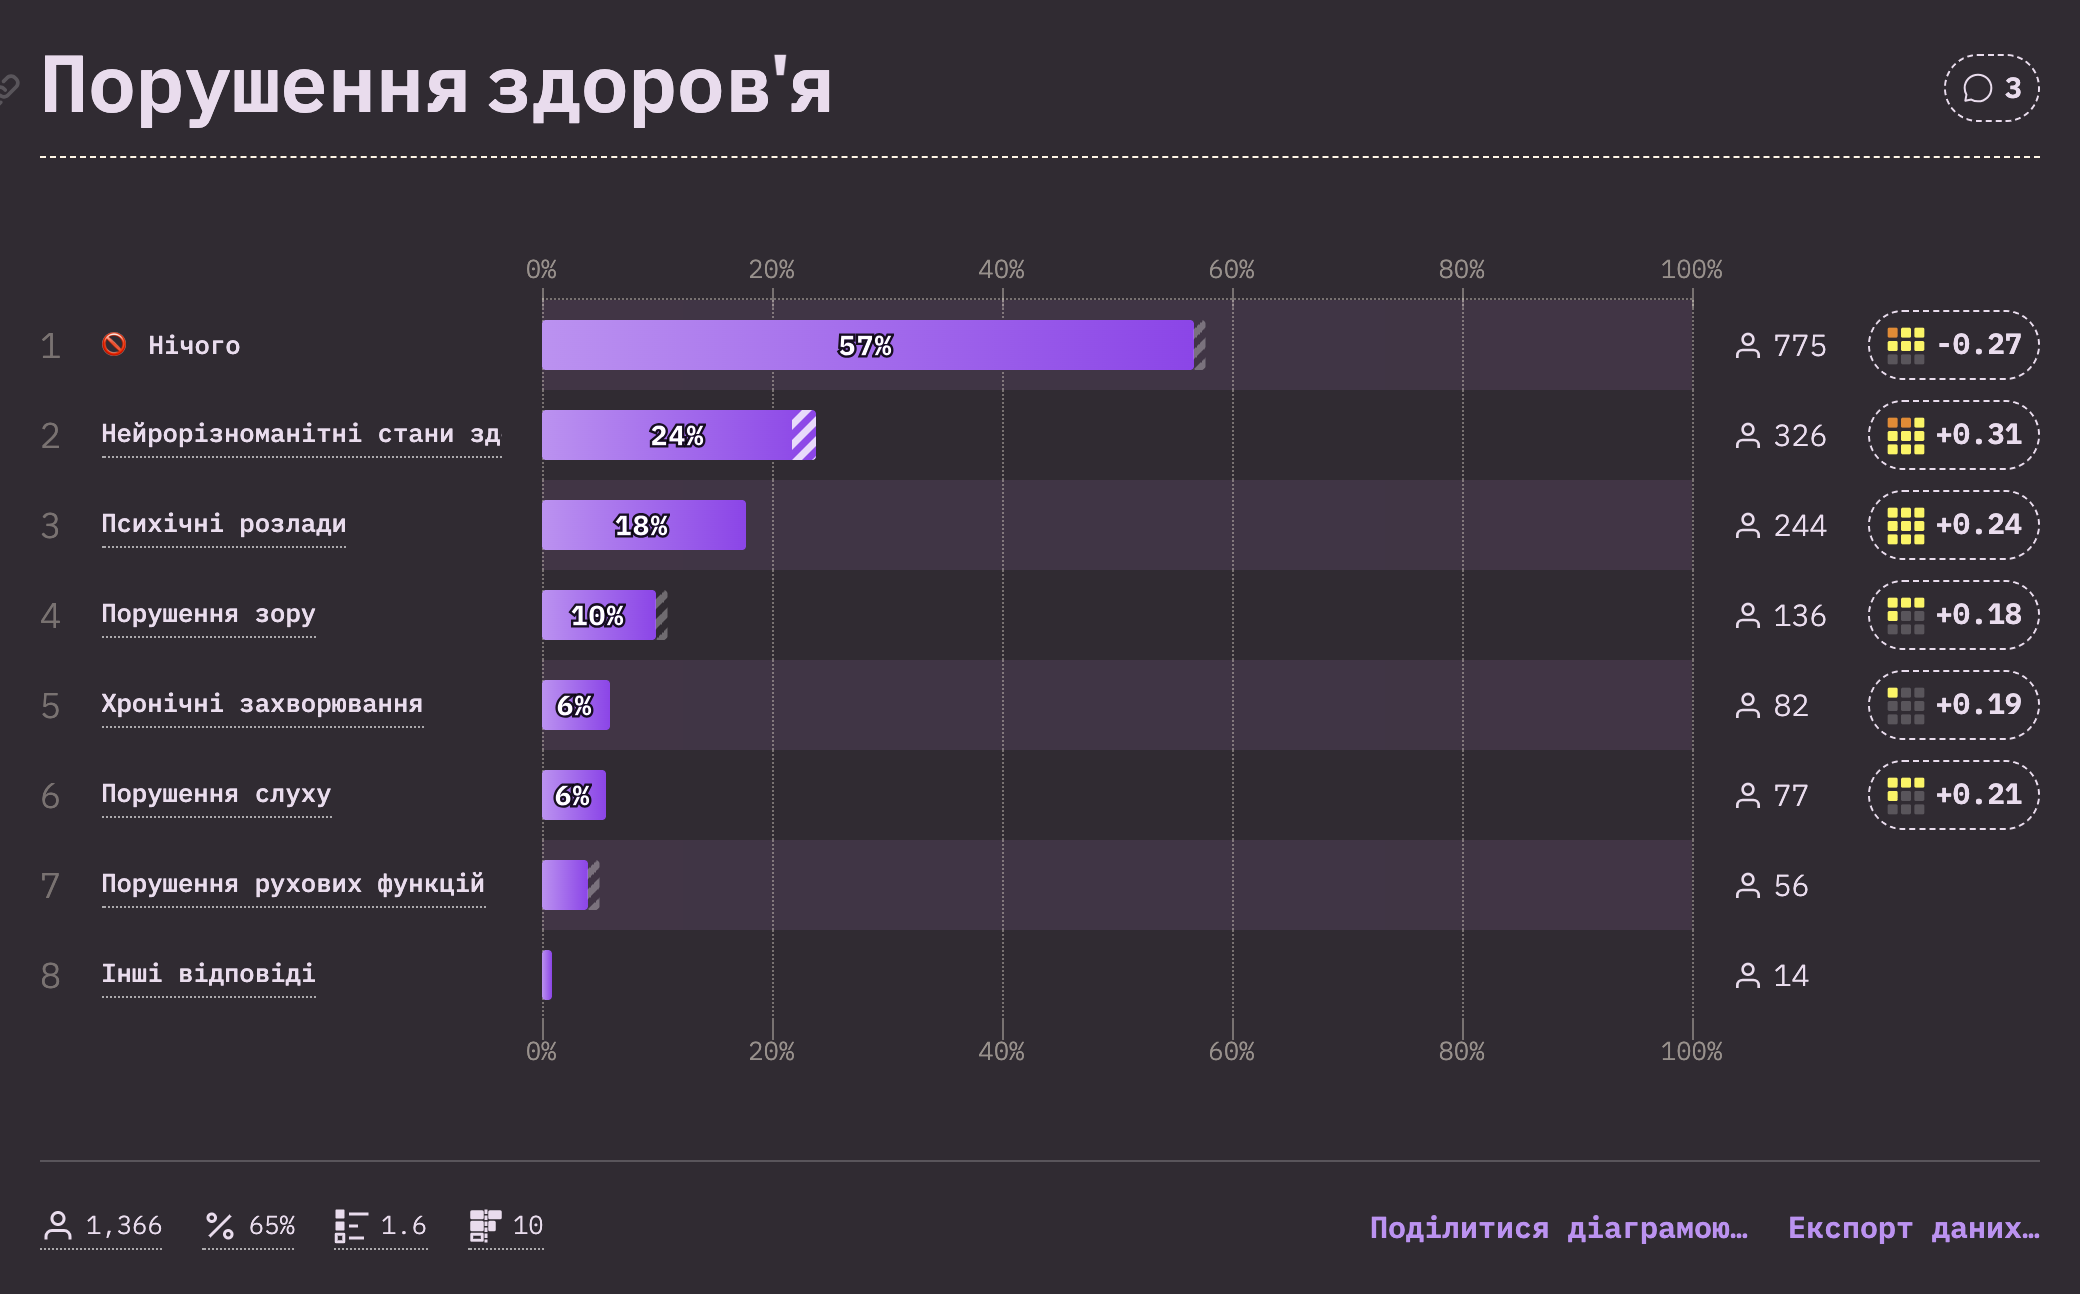 Порушення здоров'я
3
0% 20% 40% 60% 80% 100%
1 Нічого 57% 775 -0.27
2 Нейрорізноманітні стани зд 24% 326 +0.31
3 Психічні розлади 18% 244 +0.24
4 Порушення зору 10% 136 +0.18
5 Хронічні захворювання 6% 82 +0.19
6 Порушення слуху 6% 77 +0.21
7 Порушення рухових функцій 56
8 Інші відповіді 14
0% 20% 40% 60% 80% 100%
1,366 65% 1.6 10 Поділитися діаграмою… Експорт даних…